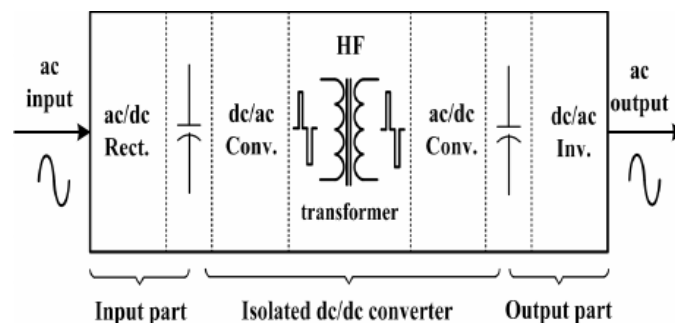 HF
ac
input
ac/dc
Rect.
dc/ac
Conv.
transformer
ac/dc
Conv.
dc/ac
Inv.
ac
output
Input part
Isolated dc/dc converter
Output part